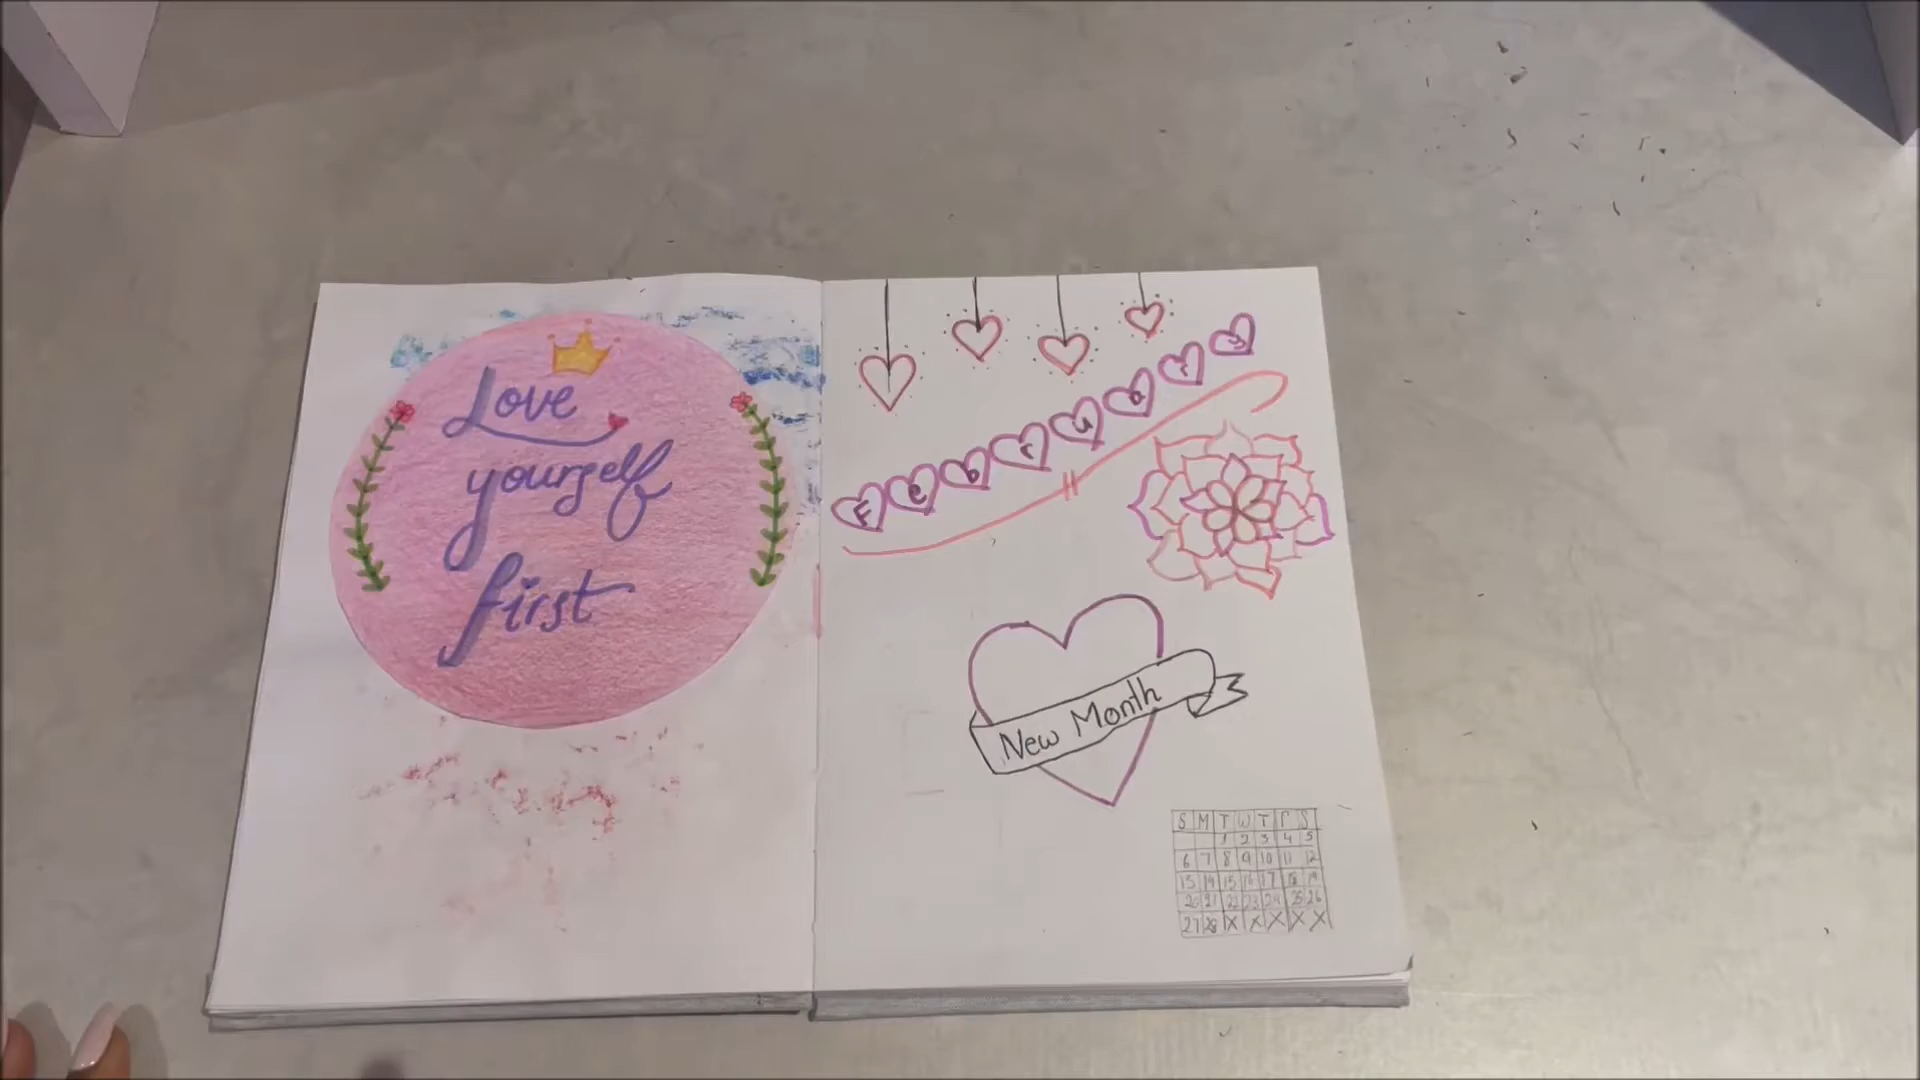 Love
yourself
first
February
New Month
S M T W T F S
1 2 3 4 5
6 7 8 9 10 11 12
13 14 15 16 17 18 19
20 21 22 23 24 25 26
27 28 X X X X X